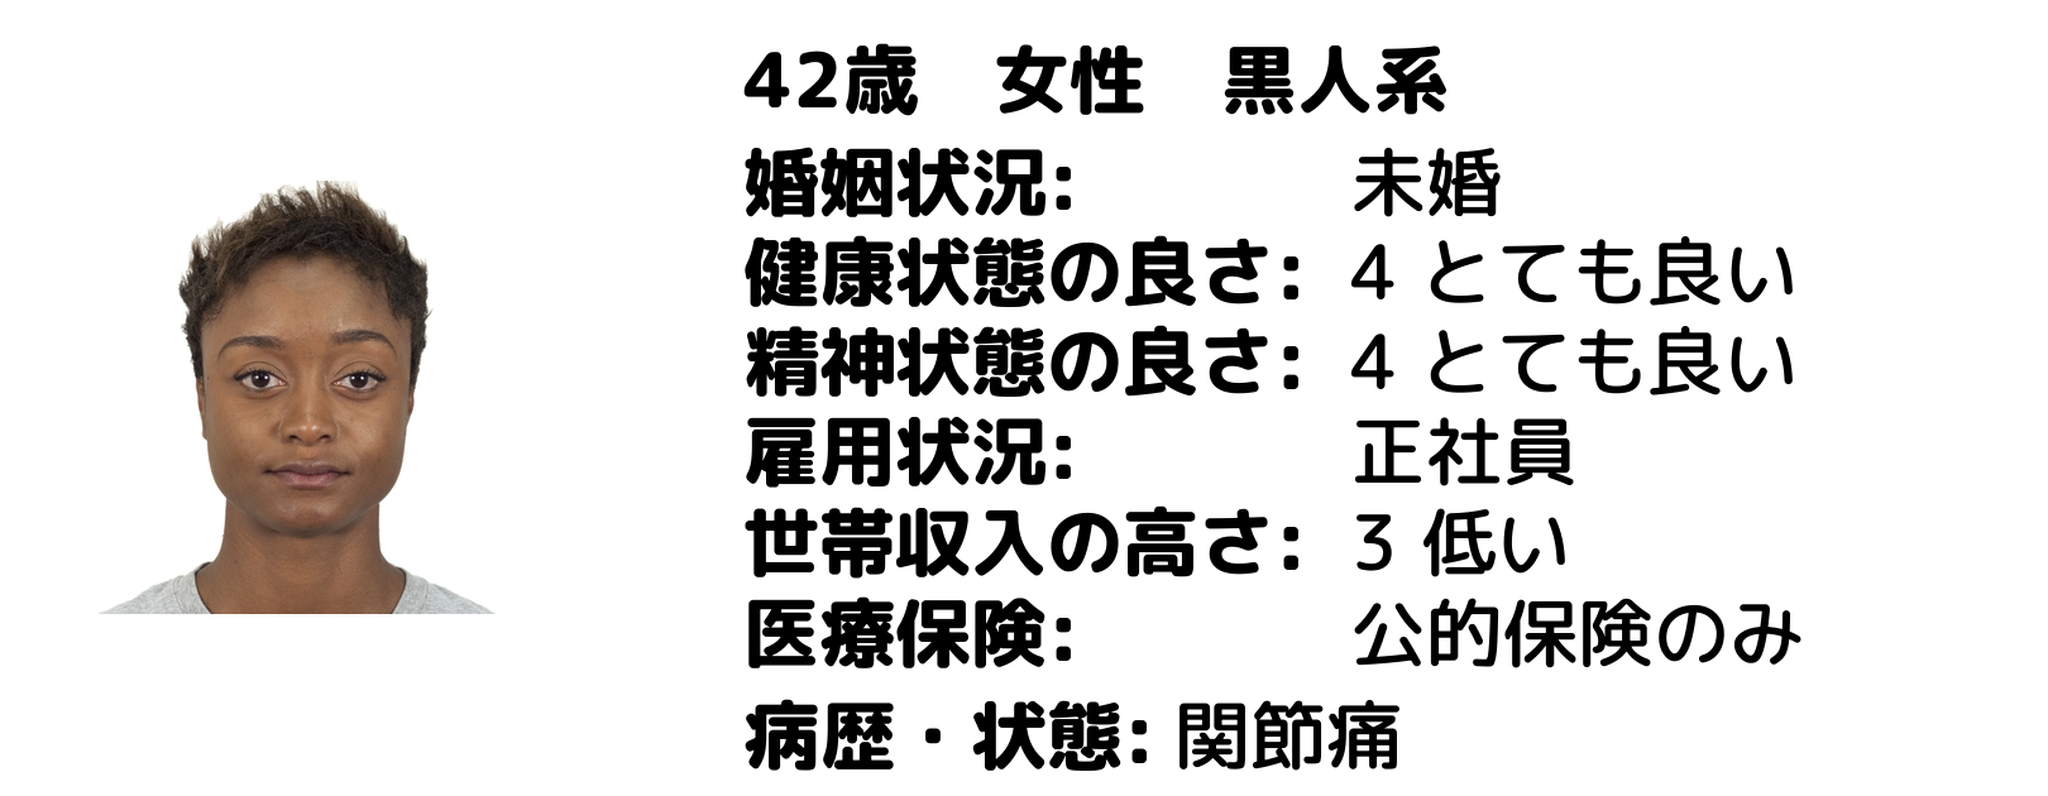 42歳　女性　黒人系
婚姻状況: 未婚
健康状態の良さ: 4 とても良い
精神状態の良さ: 4 とても良い
雇用状況: 正社員
世帯収入の高さ: 3 低い
医療保険: 公的保険のみ
病歴・状態: 関節痛